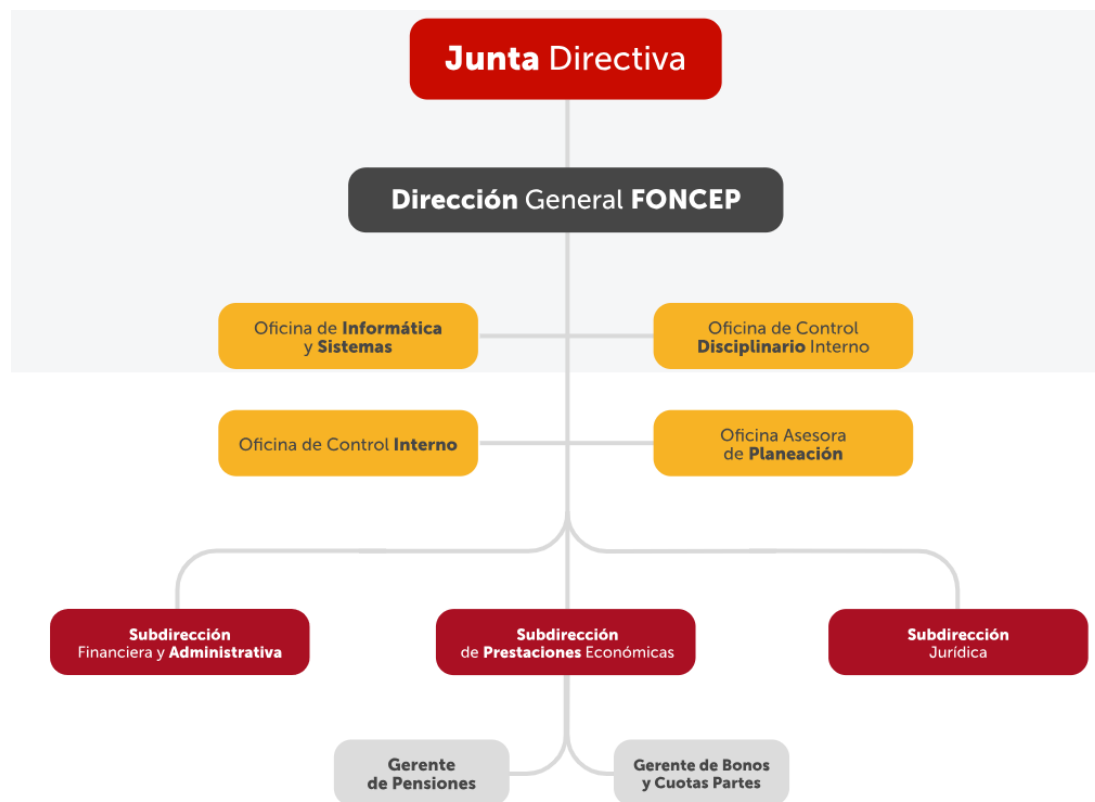 Junta Directiva
Dirección General FONCEP
Oficina de Informática
y Sistemas
Oficina de Control
Disciplinario Interno
Oficina de Control Interno
Oficina Asesora
de Planeación
Subdirección
Financiera y Administrativa
Subdirección
de Prestaciones Económicas
Subdirección
Jurídica
Gerente
de Pensiones
Gerente de Bonos
y Cuotas Partes